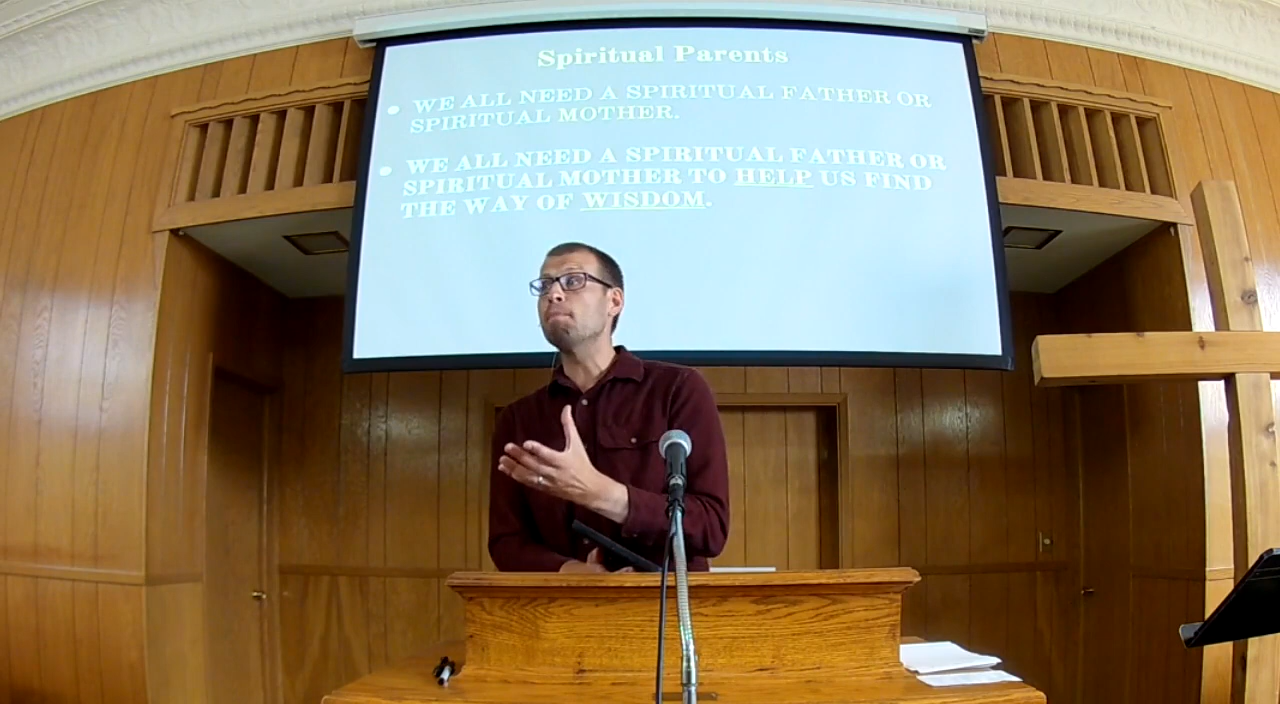 Spiritual Parents
• WE ALL NEED A SPIRITUAL FATHER OR
SPIRITUAL MOTHER.
• WE ALL NEED A SPIRITUAL FATHER OR
SPIRITUAL MOTHER TO HELP US FIND
THE WAY OF WISDOM.